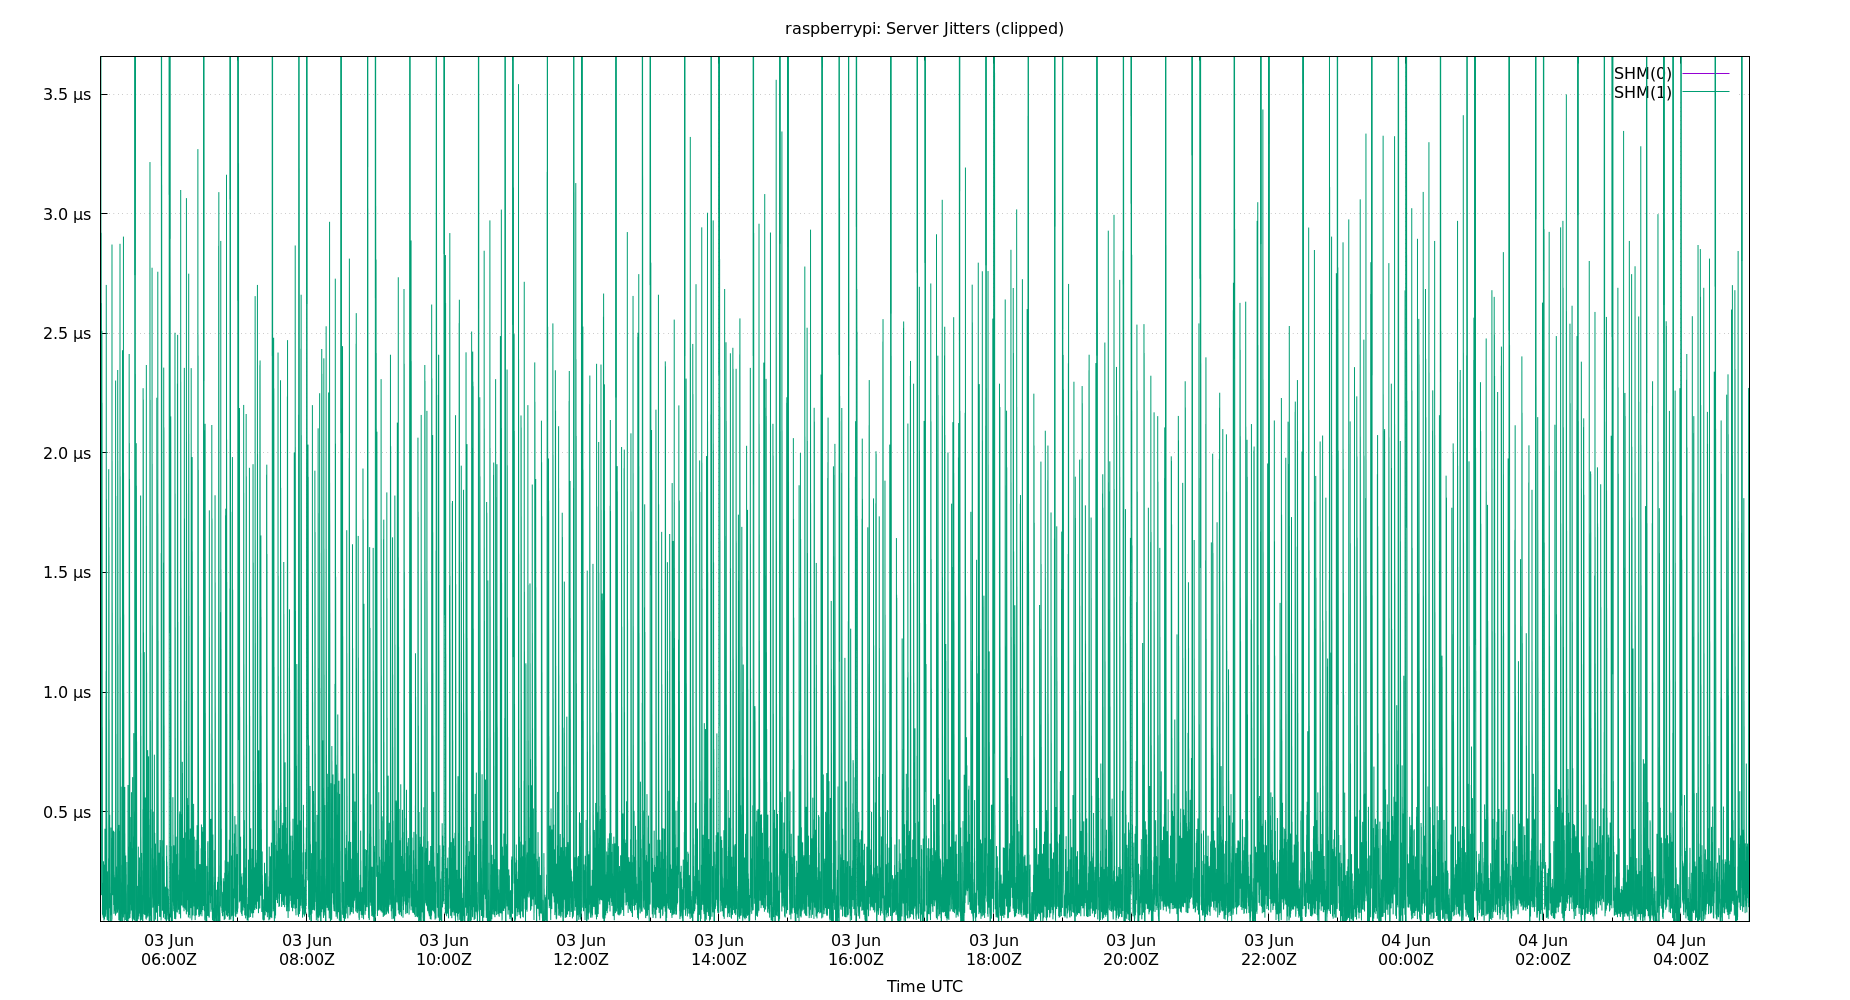 raspberrypi: Server Jitters (clipped)
SHM(0)
SHM(1)
3.5 µs
3.0 µs
2.5 µs
2.0 µs
1.5 µs
1.0 µs
0.5 µs
03 Jun 03 Jun 03 Jun 03 Jun 03 Jun 03 Jun 03 Jun 03 Jun 03 Jun 04 Jun 04 Jun 04 Jun
06:00Z 08:00Z 10:00Z 12:00Z 14:00Z 16:00Z 18:00Z 20:00Z 22:00Z 00:00Z 02:00Z 04:00Z
Time UTC